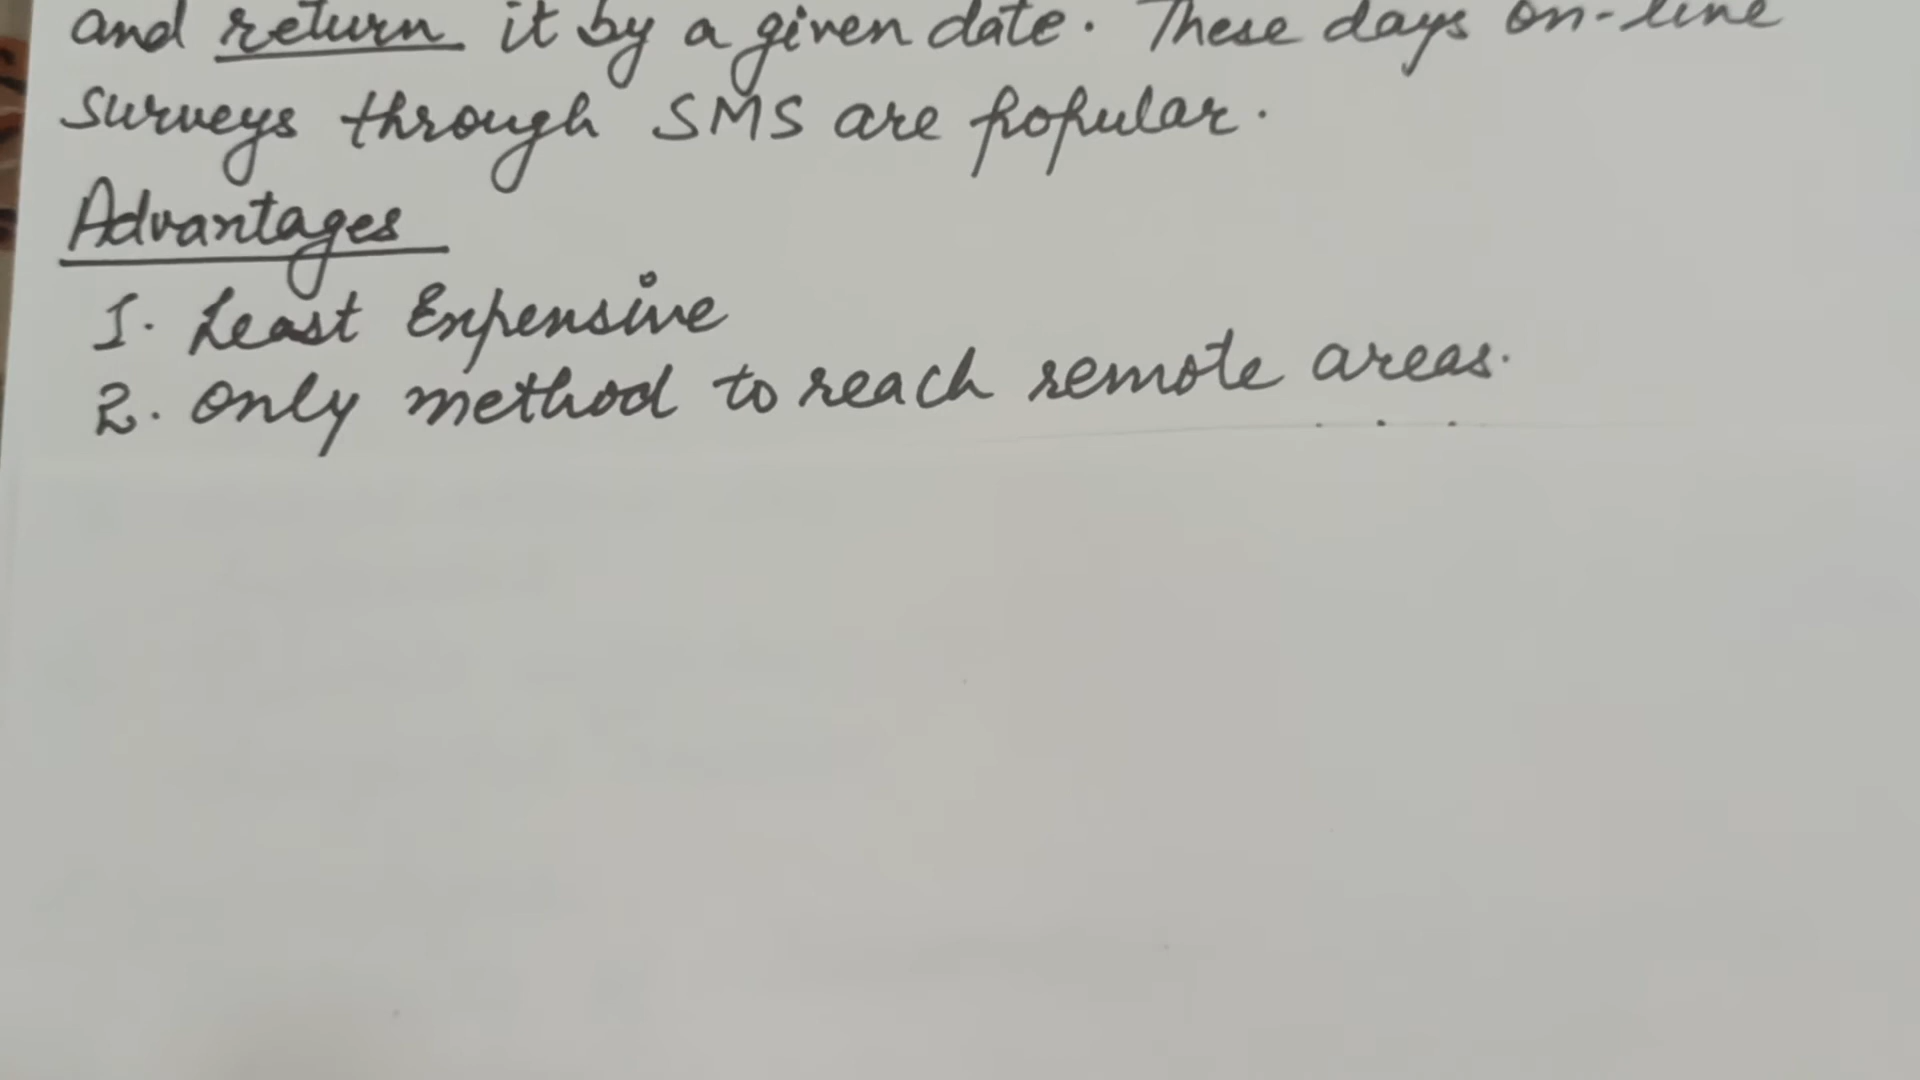 and return it by a given date. These days on-line
surveys through SMS are popular.
Advantages
1. Least Expensive
2. Only method to reach remote areas.